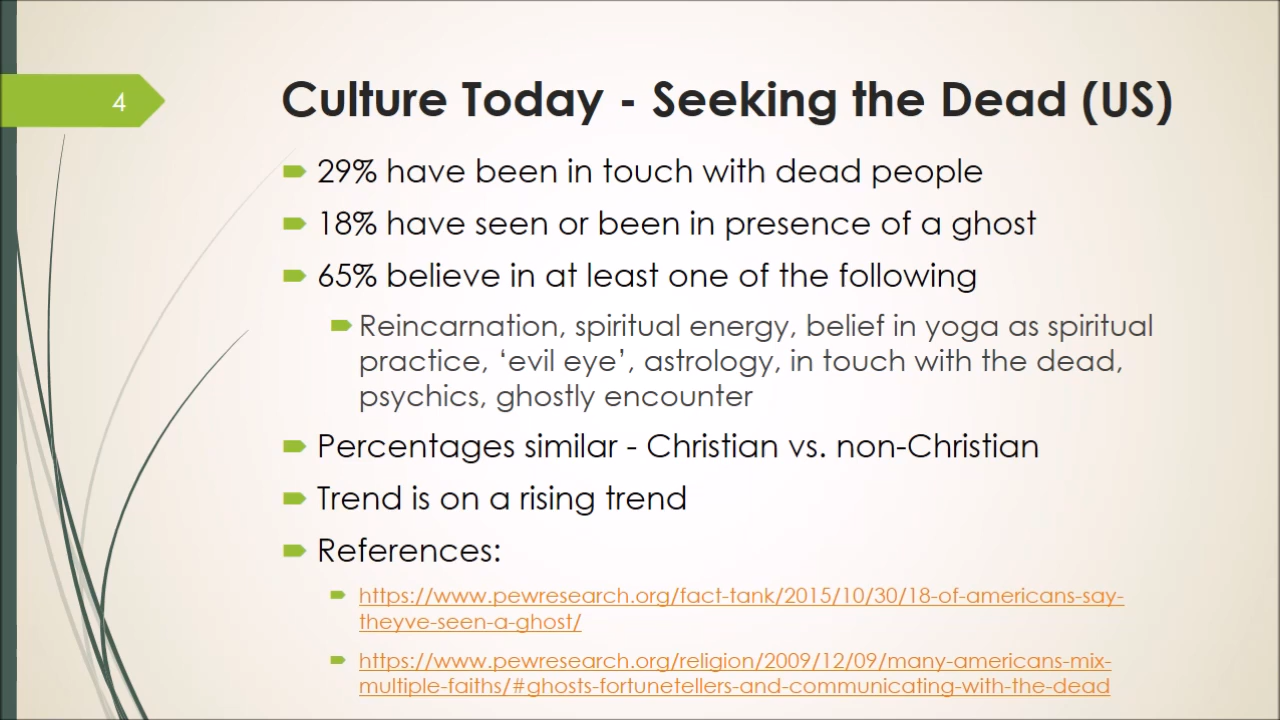 4
Culture Today - Seeking the Dead (US)
29% have been in touch with dead people
18% have seen or been in presence of a ghost
65% believe in at least one of the following
Reincarnation, spiritual energy, belief in yoga as spiritual
practice, ‘evil eye’, astrology, in touch with the dead,
psychics, ghostly encounter
Percentages similar - Christian vs. non-Christian
Trend is on a rising trend
References:
https://www.pewresearch.org/fact-tank/2015/10/30/18-of-americans-say-
theyve-seen-a-ghost/
https://www.pewresearch.org/religion/2009/12/09/many-americans-mix-
multiple-faiths/#ghosts-fortunetellers-and-communicating-with-the-dead